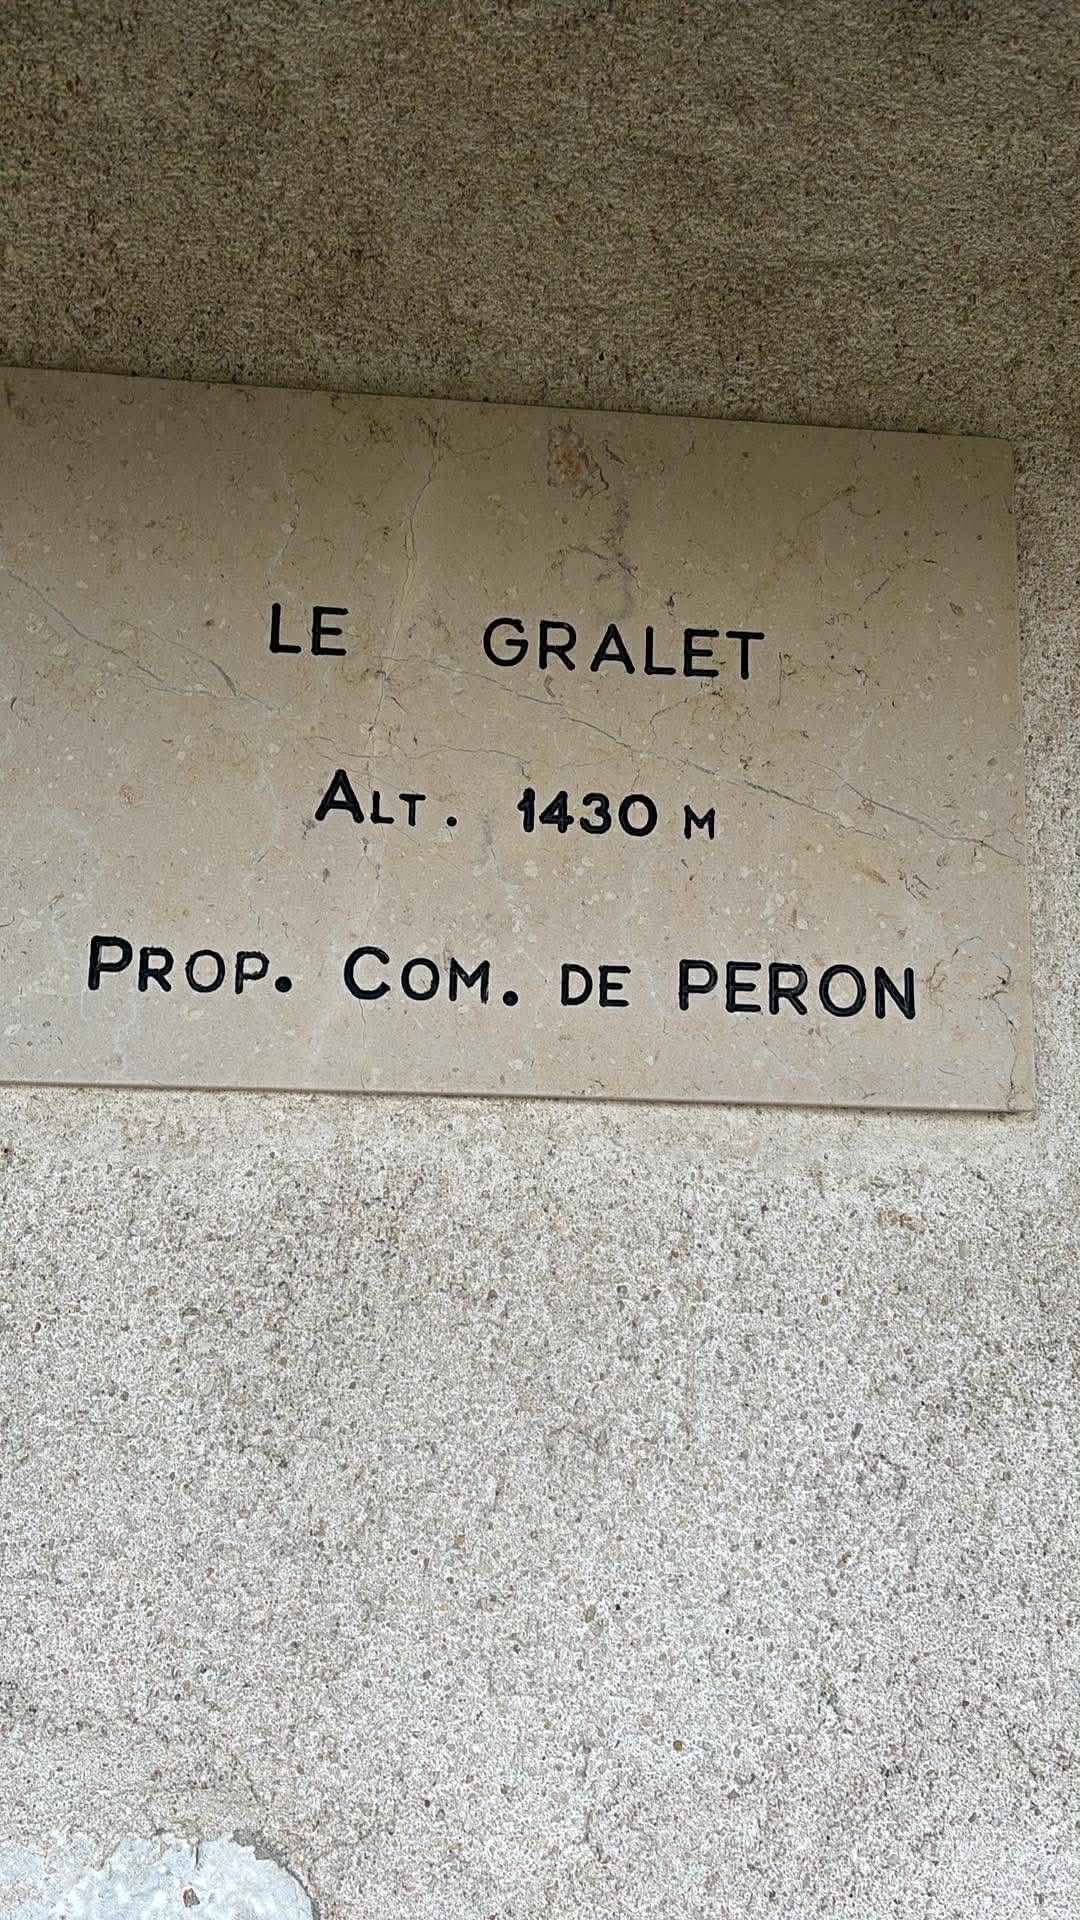 LE GRALET
ALT. 1430 M
PROP. COM. DE PERON